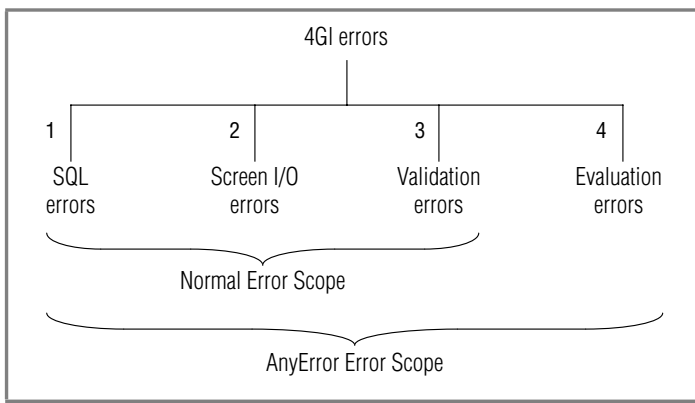 4Gl errors
1 2 3 4
SQL errors
Screen I/O errors
Validation errors
Evaluation errors
Normal Error Scope
AnyError Error Scope